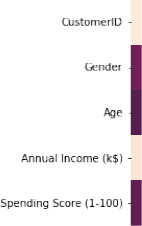 CustomerID
Gender
Age
Annual Income (k$)
Spending Score (1-100)